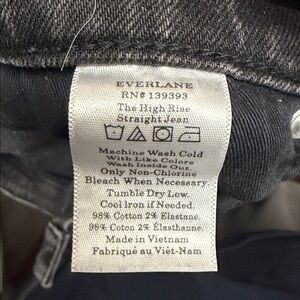 EVERLANE
RN# 139393
The High Rise
Straight Jean
Machine Wash Cold
With Like Colors
Wash Inside Out
Only Non-Chlorine
Bleach When Necessary.
Tumble Dry Low.
Cool Iron if Needed.
98% Cotton 2% Elastane.
98% Coton 2% Élastanne.
Made in Vietnam
Fabriqué au Viêt-Nam